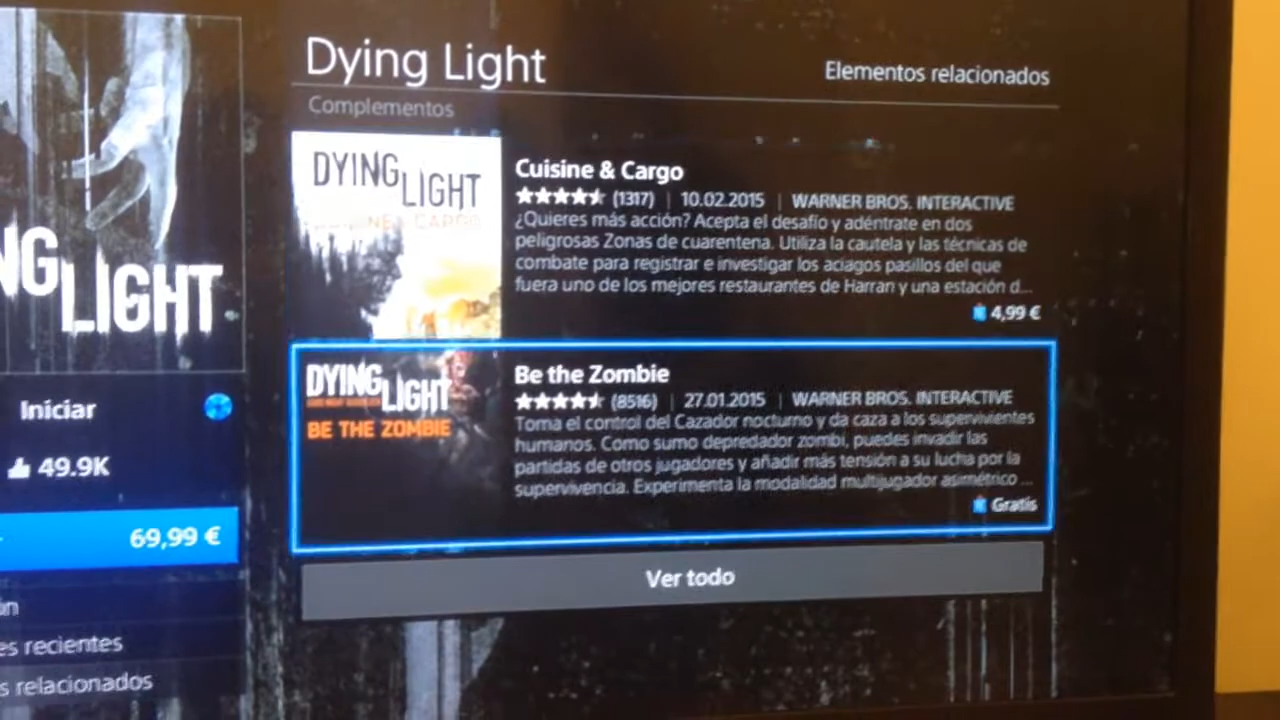 Dying Light
Elementos relacionados
Complementos
DYING
LIGHT
Cuisine & Cargo
(1317) | 10.02.2015 | WARNER BROS. INTERACTIVE
¿Quieres más acción? Acepta el desafío y adéntrate en dos
peligrosas Zonas de cuarentena. Utiliza la cautela y las técnicas de
combate para registrar e investigar los aciagos pasillos del que
fuera uno de los mejores restaurantes de Harran y una estación d...
4,99 €
DYING
LIGHT
BE THE ZOMBIE
Be the Zombie
(8516) | 27.01.2015 | WARNER BROS. INTERACTIVE
Toma el control del Cazador nocturno y da caza a los supervivientes
humanos. Como sumo depredador zombi, puedes invadir las
partidas de otros jugadores y añadir más tensión a su lucha por la
supervivencia. Experimenta la modalidad multijugador asimétrico ...
Gratis
Ver todo
NG
LIGHT
Iniciar
49.9K
69,99 €
ón
es recientes
s relacionados